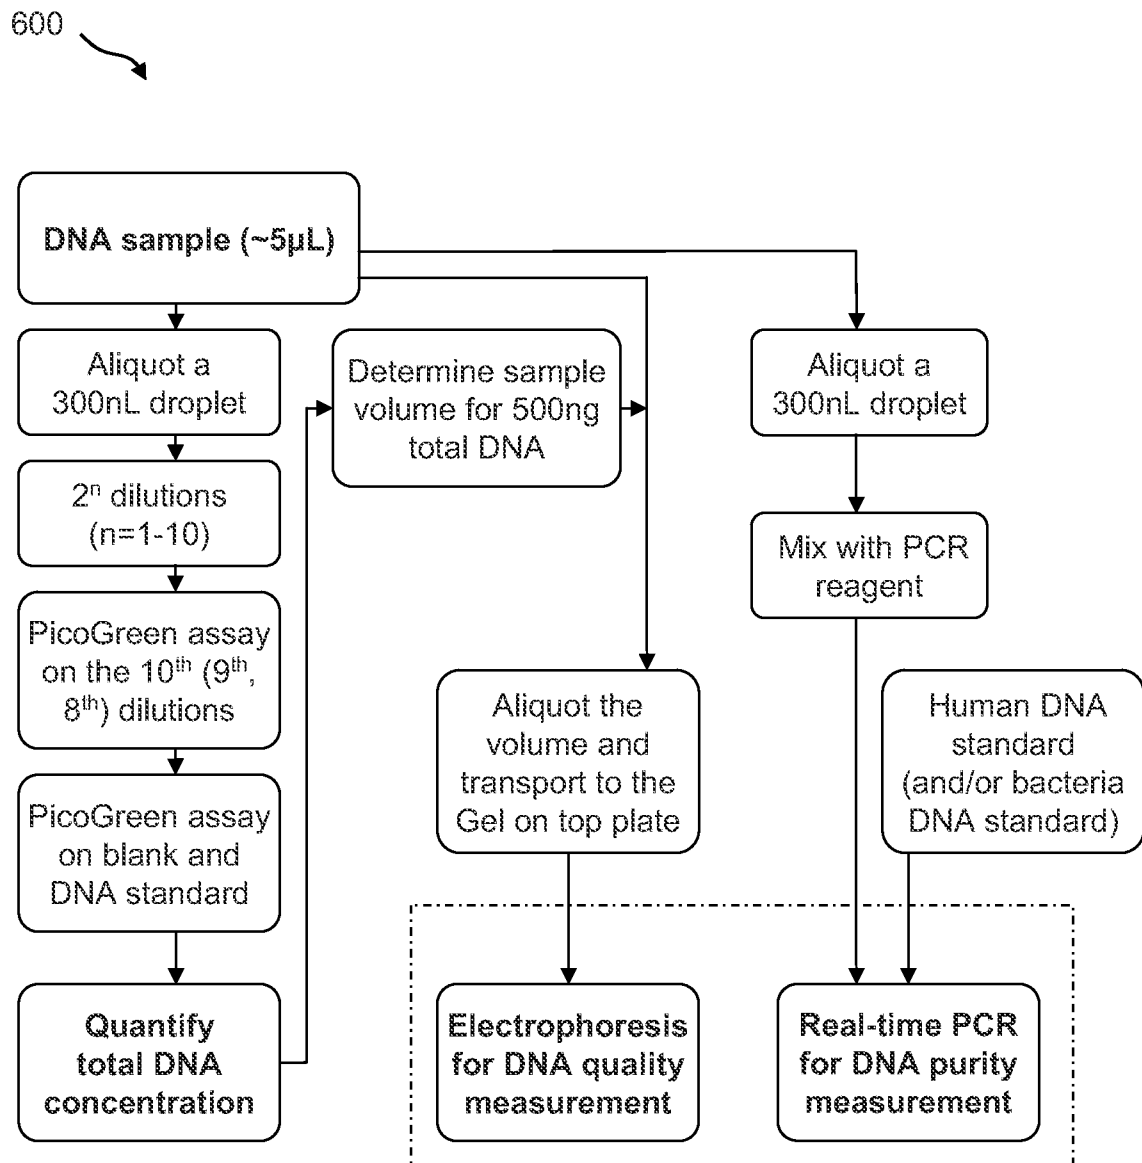 600
DNA sample (~5µL)
Aliquot a
300nL droplet
2ⁿ dilutions
(n=1-10)
PicoGreen assay
on the 10ᵗʰ (9ᵗʰ,
8ᵗʰ) dilutions
PicoGreen assay
on blank and
DNA standard
Quantify
total DNA
concentration
Determine sample
volume for 500ng
total DNA
Aliquot the
volume and
transport to the
Gel on top plate
Electrophoresis
for DNA quality
measurement
Aliquot a
300nL droplet
Mix with PCR
reagent
Human DNA
standard
(and/or bacteria
DNA standard)
Real-time PCR
for DNA purity
measurement